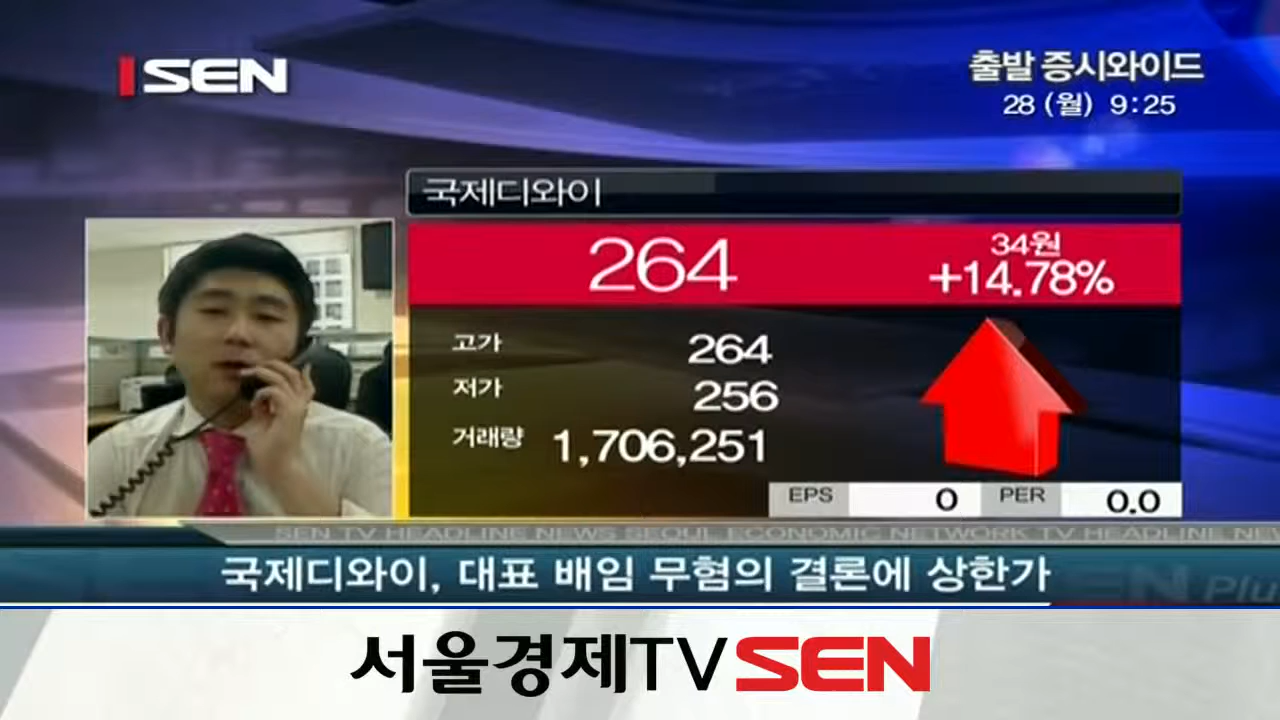 SEN
출발 증시와이드
28 (월) 9:25
국제디와이
264
34원
+14.78%
고가 264
저가 256
거래량 1,706,251
EPS 0 PER 0.0
SEN TV HEADLINE NEWS SEOUL ECONOMIC NETWORK TV HEADLINE NE
국제디와이, 대표 배임 무혐의 결론에 상한가
EN Plu
서울경제TV SEN